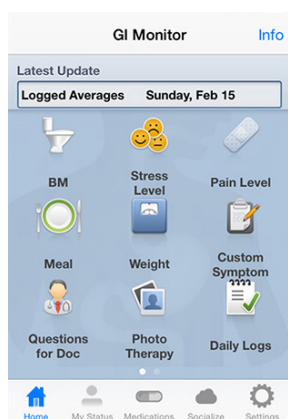 GI Monitor
Info
Latest Update
Logged Averages Sunday, Feb 15
BM
Stress
Level
Pain Level
Meal
Weight
Custom
Symptom
Questions
for Doc
Photo
Therapy
Daily Logs
Home
My Status
Medications
Socialize
Settings